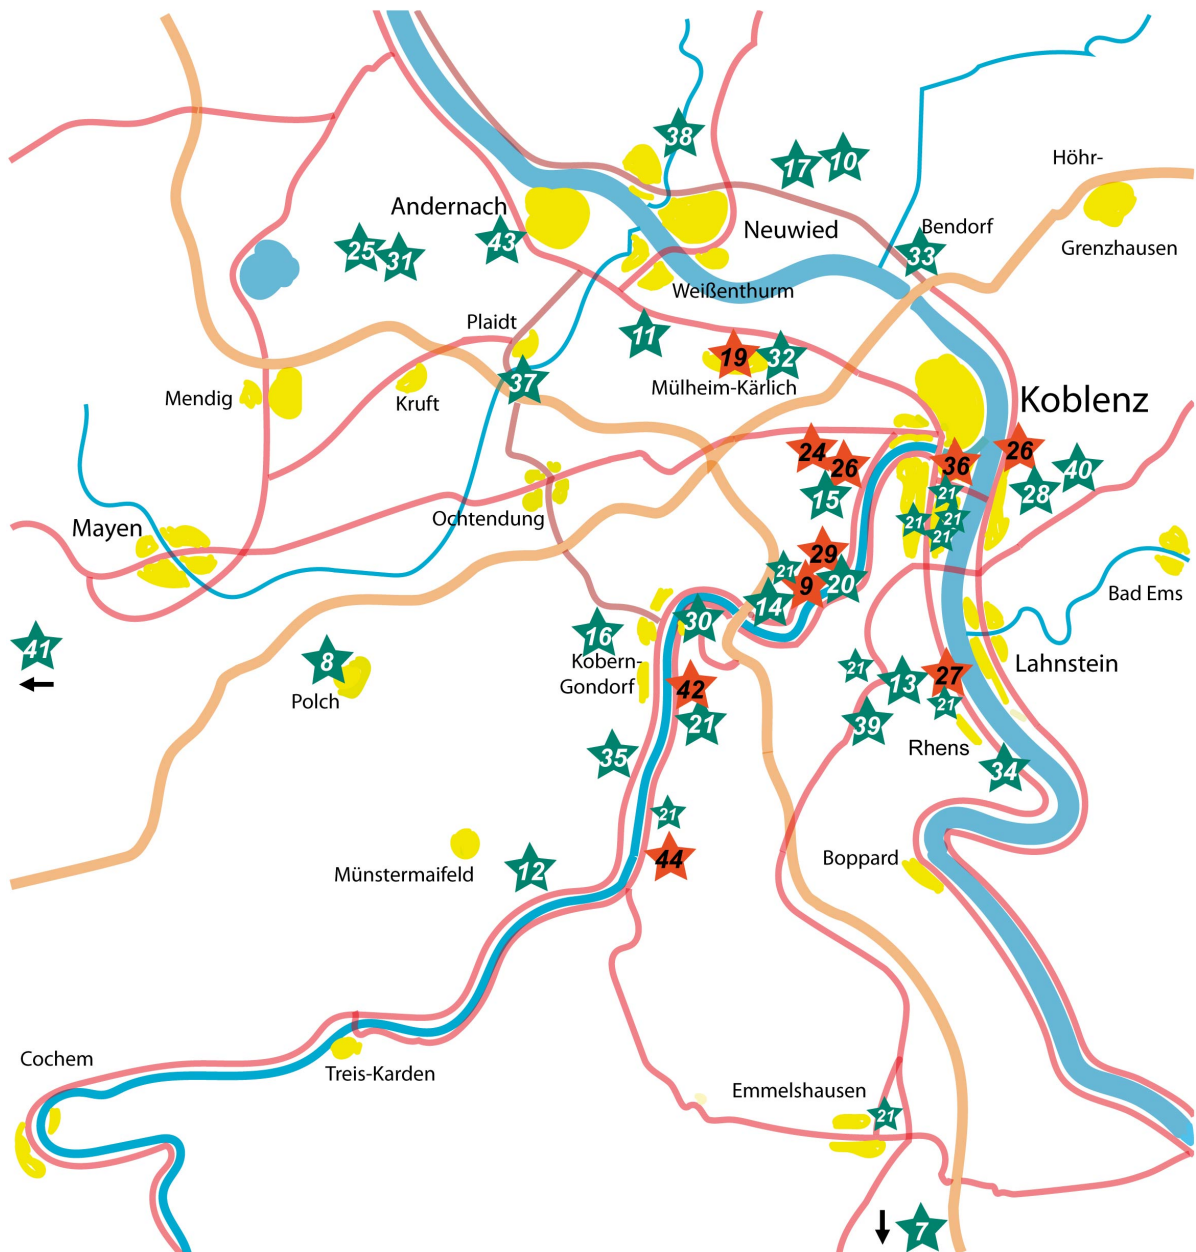 38
17
10
Höhr-
Andernach
43
Neuwied
Bendorf
33
Grenzhausen
25
31
Weißenthurm
Plaidt
11
19
32
37
Mülheim-Kärlich
Mendig
Kruft
Koblenz
24
26
36
26
40
28
15
21
21
21
21
Ochtendung
Mayen
29
21
9
20
14
Bad Ems
41
16
30
8
Kobern-
Gondorf
Polch
42
21
21
13
27
Lahnstein
21
39
Rhens
35
34
21
44
Boppard
12
Münstermaifeld
Cochem
Treis-Karden
Emmelshausen
21
7